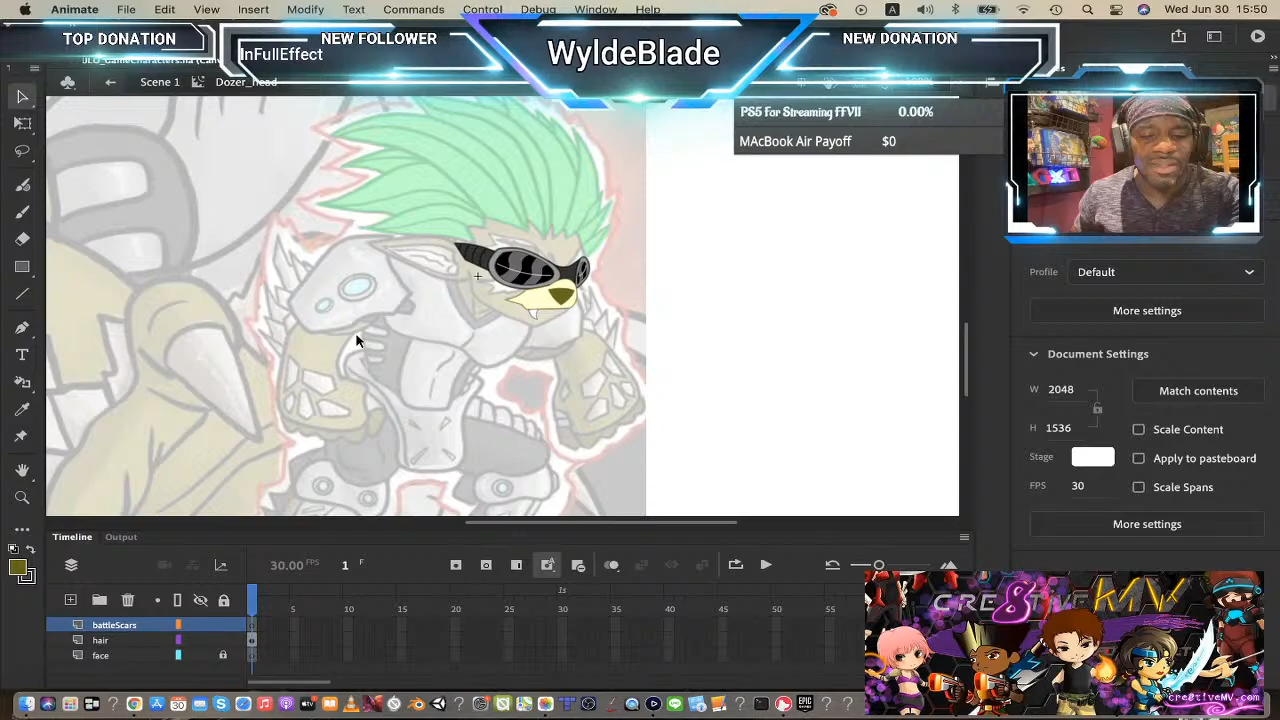 Animate File Edit View Insert Modify Text Commands Control Debug Window Help Wed Jun 30 15:50
TOP DONATION
NEW FOLLOWER
InFullEffect
WyldeBlade
NEW DONATION
Scene 1 Dozer_head
PS5 For Streaming FFVII 0.00%
MAcBook Air Payoff $0
Profile Default
More settings
Document Settings
W 2048 Match contents
H 1536 Scale Content
Stage Apply to pasteboard
FPS 30 Scale Spans
More settings
Timeline Output
30.00 FPS 1 F
1s
5 10 15 20 25 30 35 40 45 50 55
battleScars
hair
face
CRE8TIVE MV
cre8tiveMV.com